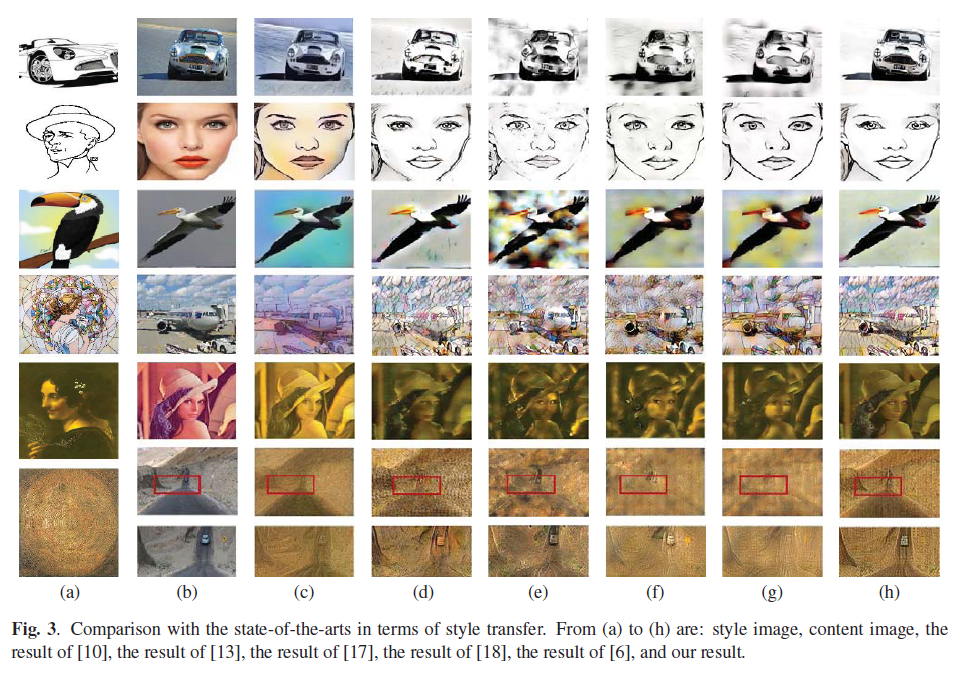 (a) (b) (c) (d) (e) (f) (g) (h)
Fig. 3. Comparison with the state-of-the-arts in terms of style transfer. From (a) to (h) are: style image, content image, the
result of [10], the result of [13], the result of [17], the result of [18], the result of [6], and our result.